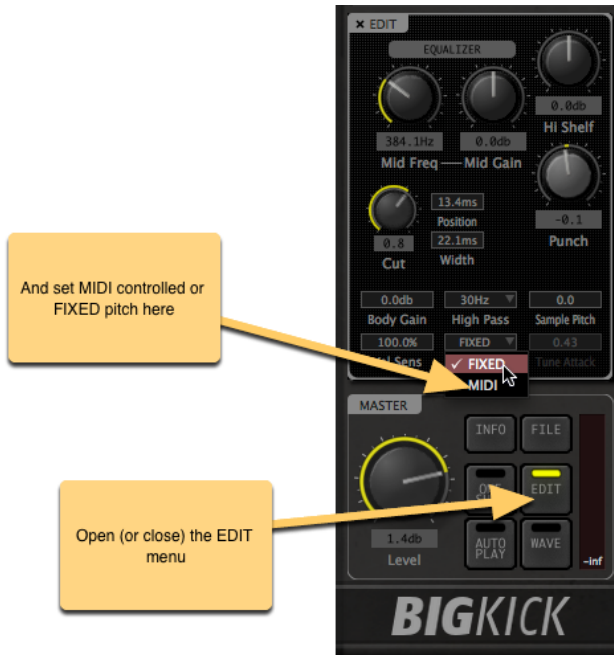 × EDIT
EQUALIZER
0.0db
Hi Shelf
384.1Hz
0.0db
Mid Freq
Mid Gain
13.4ms
Position
-0.1
Punch
0.8
Cut
22.1ms
Width
And set MIDI controlled or
FIXED pitch here
0.0db
30Hz
0.0
Body Gain
High Pass
Sample Pitch
100.0%
FIXED
0.43
Sens
✓ FIXED
Tune Attack
MIDI
MASTER
INFO
FILE
EDIT
Open (or close) the EDIT
menu
1.4db
Level
AUTO
PLAY
WAVE
-inf
BIGKICK